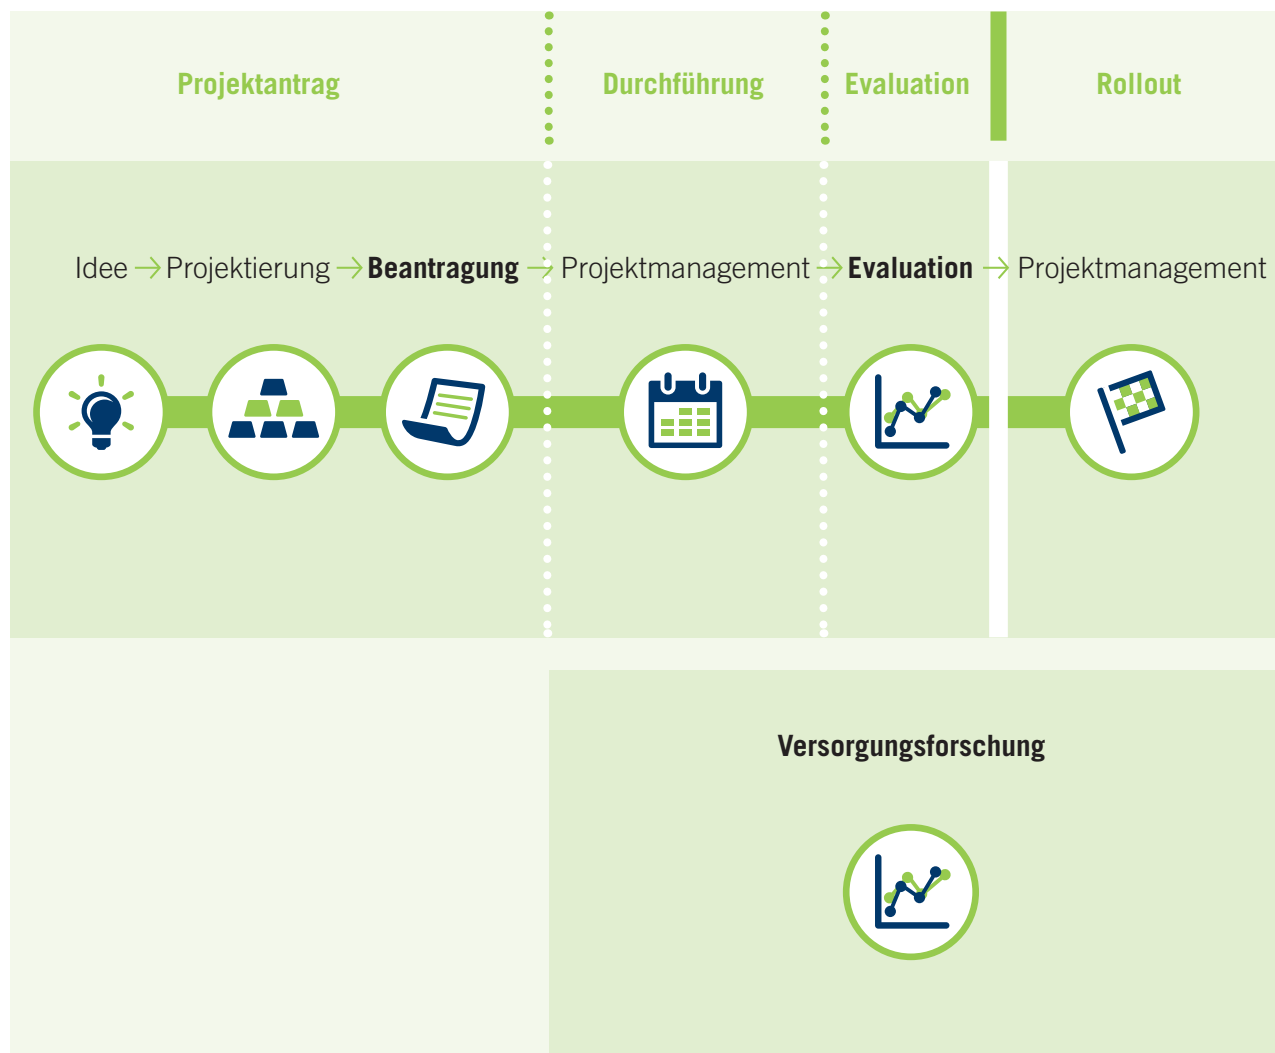 Projektantrag Durchführung Evaluation Rollout
Idee → Projektierung → Beantragung → Projektmanagement → Evaluation → Projektmanagement
Versorgungsforschung